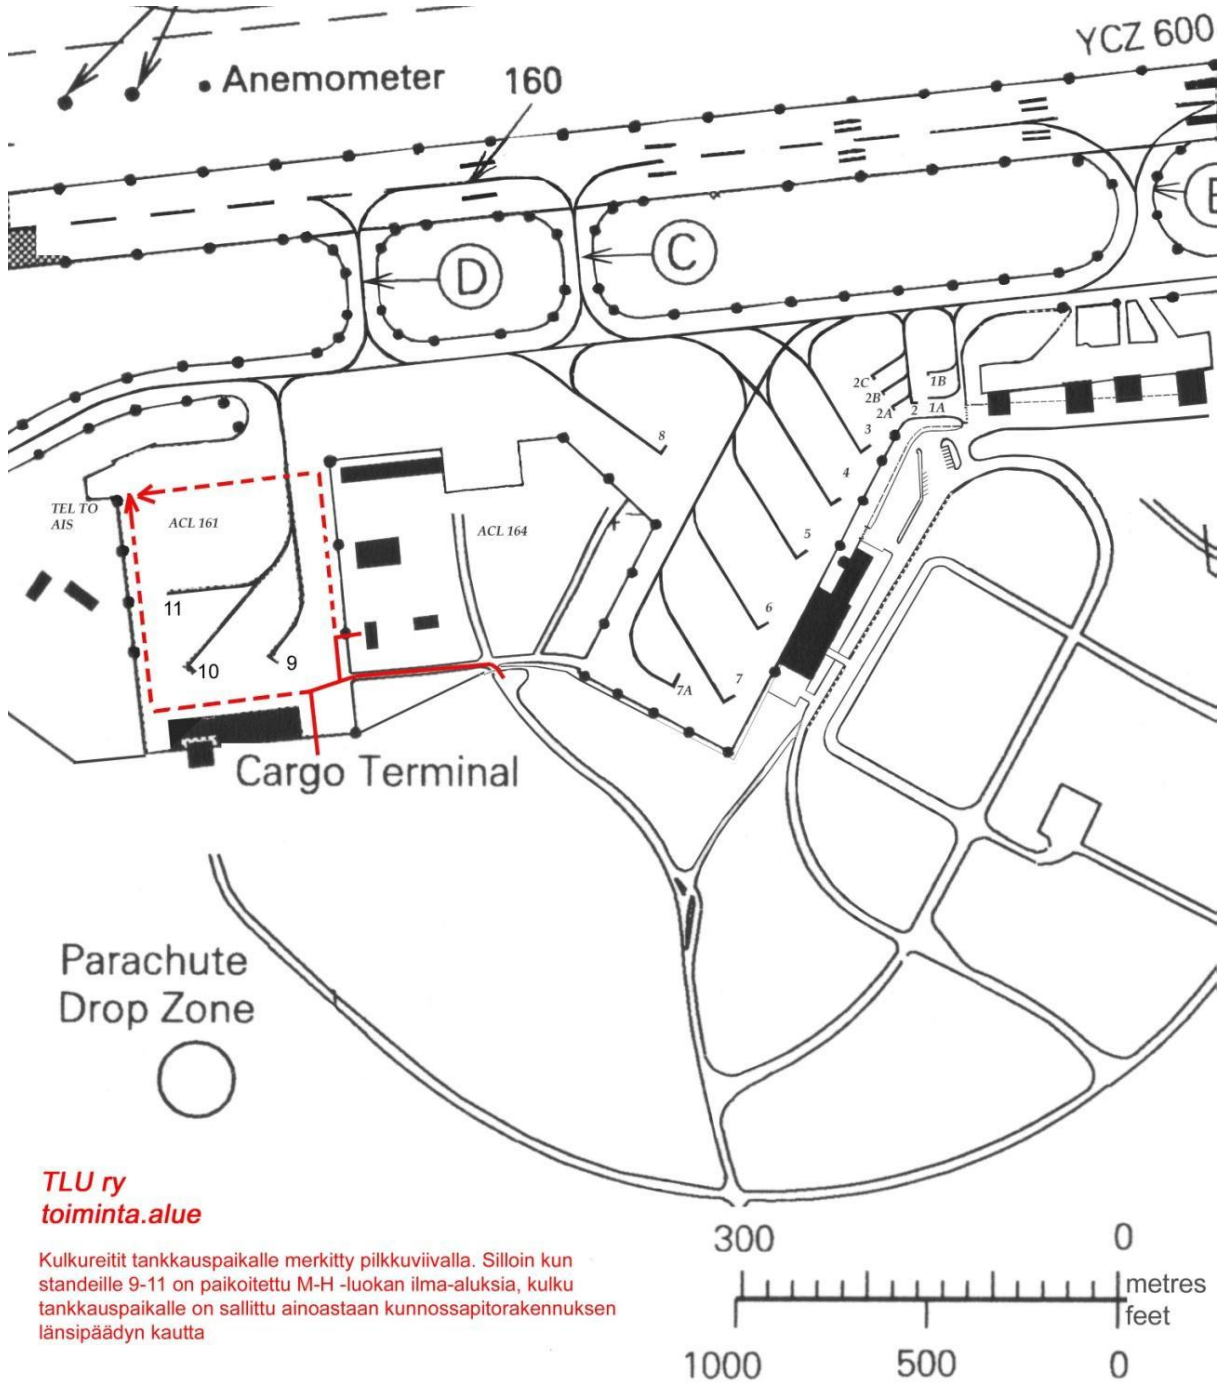 YCZ 600
Anemometer
160
D
C
2C
1B
2B
2A
2
1A
3
8
4
TEL TO
AIS
ACL 161
ACL 164
5
11
6
10
9
7A
7
Cargo Terminal
Parachute
Drop Zone
TLU ry
toiminta.alue
Kulkureitit tankkauspaikalle merkitty pilkkuviivalla. Silloin kun
standeille 9-11 on paikoitettu M-H -luokan ilma-aluksia, kulku
tankkauspaikalle on sallittu ainoastaan kunnossapitorakennuksen
länsipäädyn kautta
300
0
metres
feet
1000
500
0